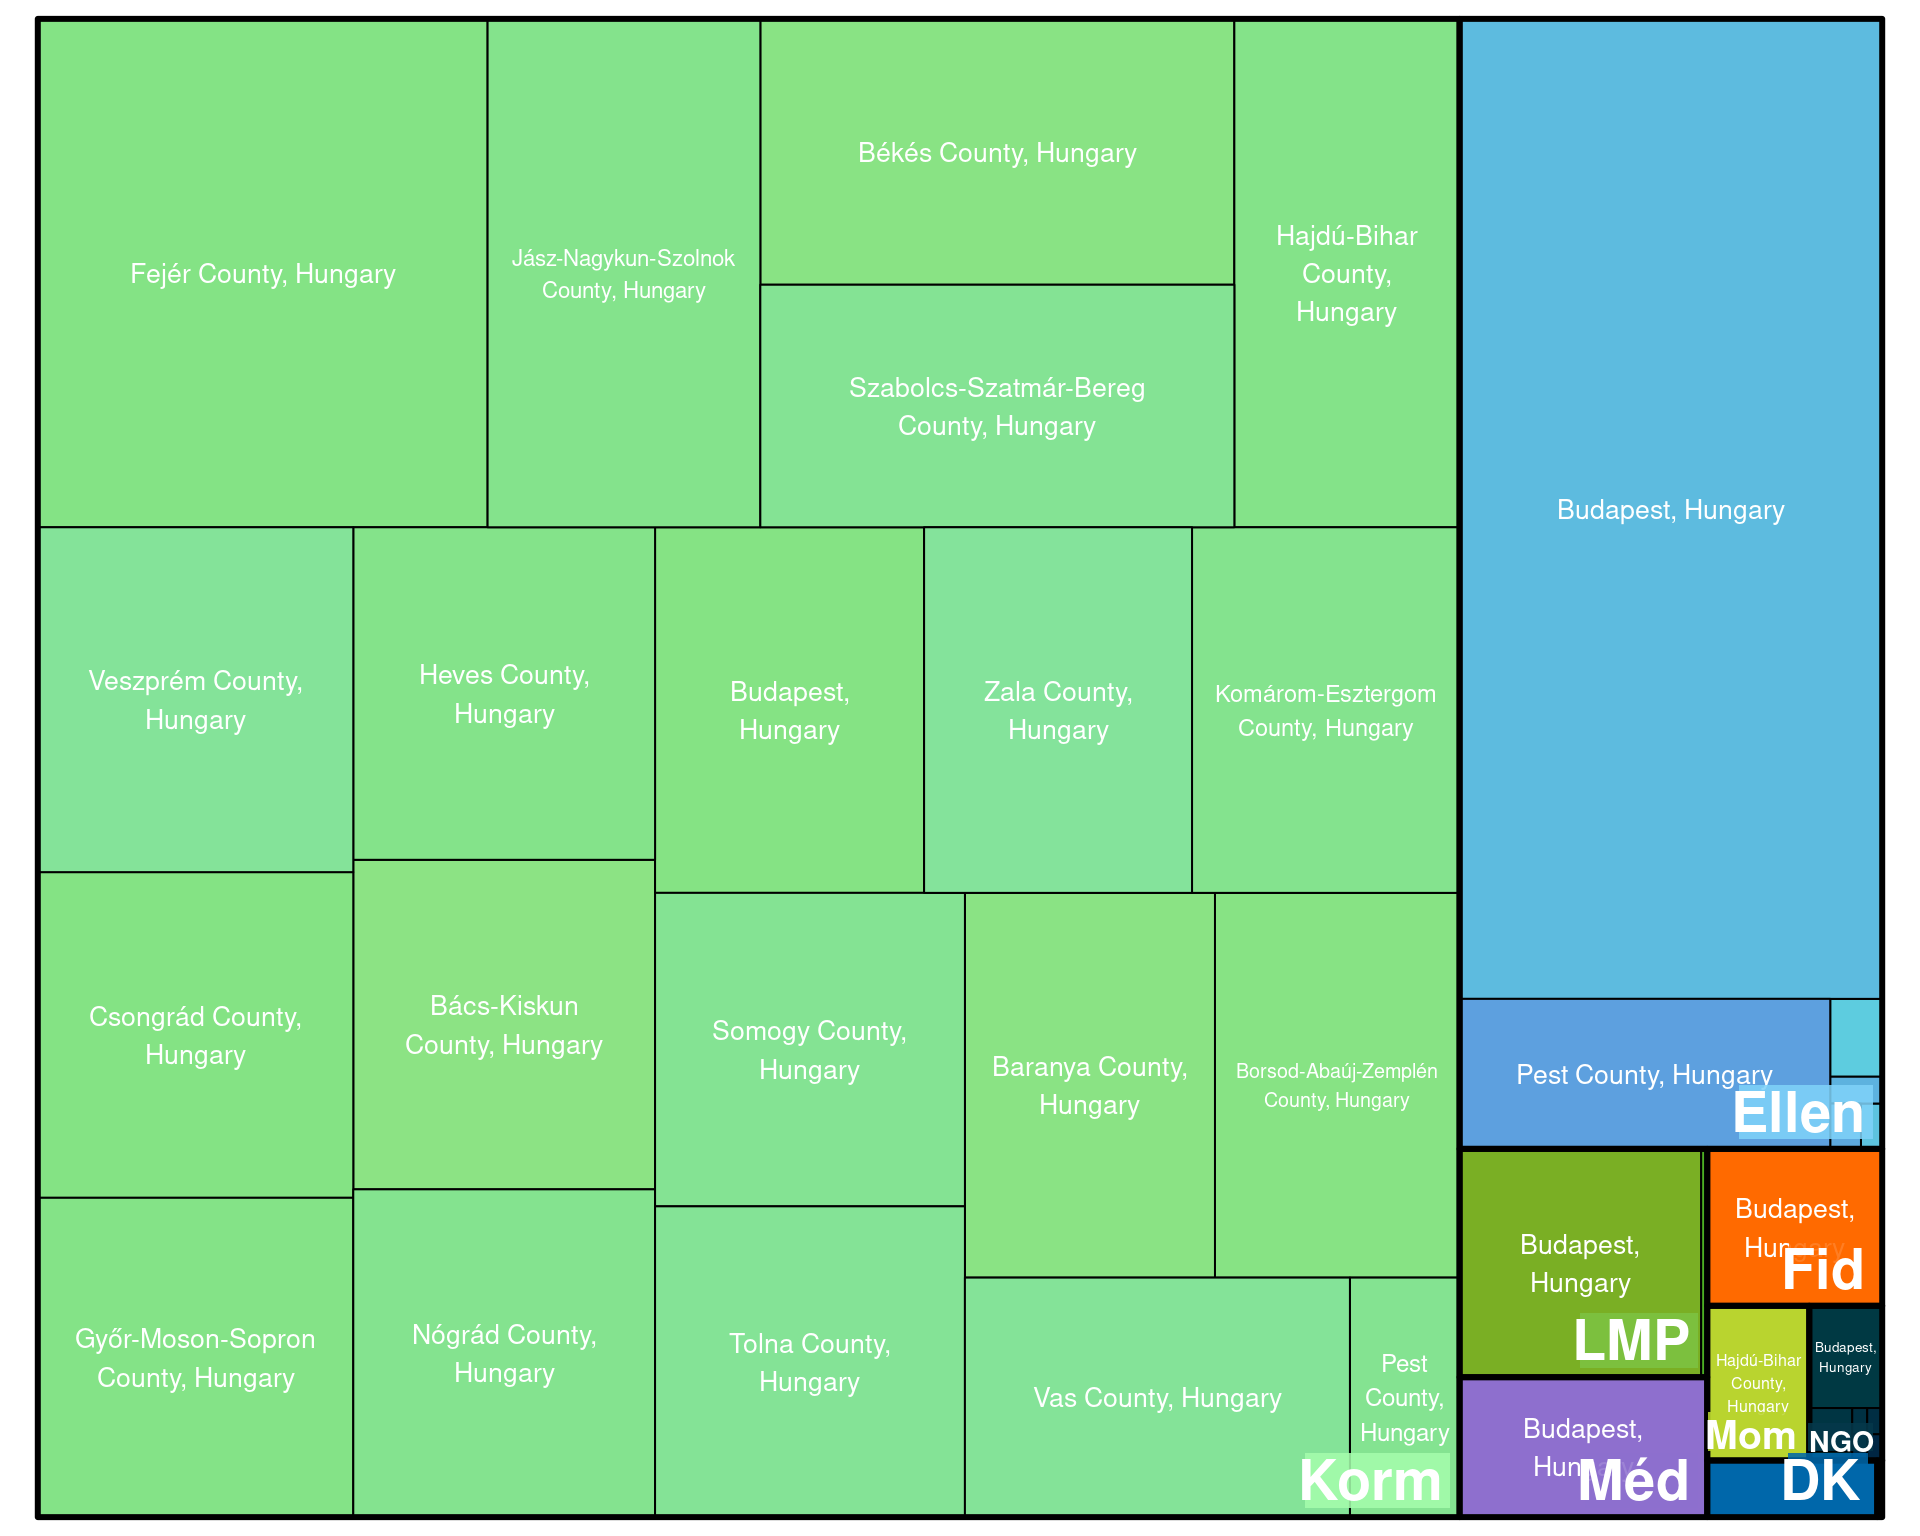 Fejér County, Hungary
Jász-Nagykun-Szolnok
County, Hungary
Békés County, Hungary
Szabolcs-Szatmár-Bereg
County, Hungary
Hajdú-Bihar
County,
Hungary
Veszprém County,
Hungary
Heves County,
Hungary
Budapest,
Hungary
Zala County,
Hungary
Komárom-Esztergom
County, Hungary
Csongrád County,
Hungary
Bács-Kiskun
County, Hungary
Somogy County,
Hungary
Baranya County,
Hungary
Borsod-Abaúj-Zemplén
County, Hungary
Győr-Moson-Sopron
County, Hungary
Nógrád County,
Hungary
Tolna County,
Hungary
Vas County, Hungary
Pest
County,
Hungary
Korm
Budapest, Hungary
Pest County, Hungary
Ellen
Budapest,
Hungary
LMP
Budapest,
Hungary
Fid
Budapest,
Hungary
Méd
Hajdú-Bihar
County,
Hungary
Mom
Budapest,
Hungary
NGO
DK